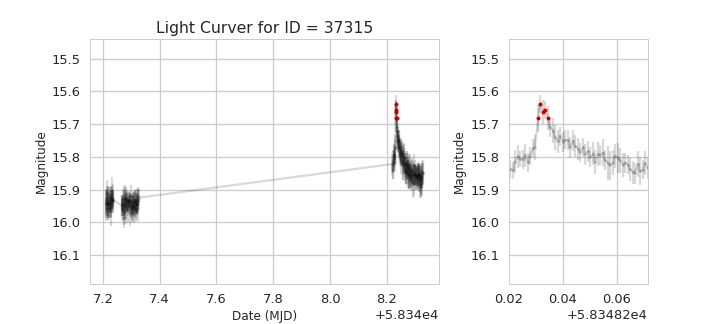 Light Curver for ID = 37315
15.5
15.6
15.7
15.8
15.9
16.0
16.1
Magnitude
7.2 7.4 7.6 7.8 8.0 8.2
Date (MJD)
+5.834e4
15.5
15.6
15.7
15.8
15.9
16.0
16.1
Magnitude
0.02 0.04 0.06
+5.83482e4